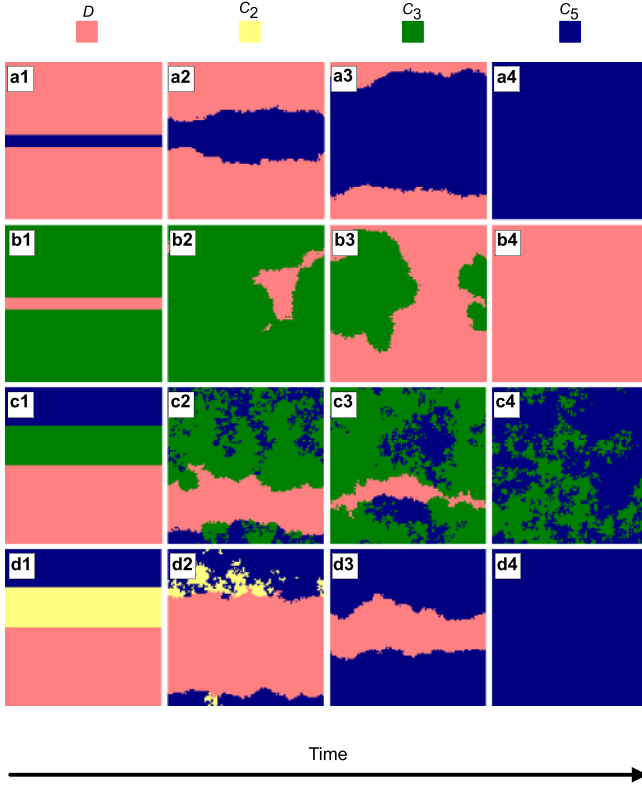 D C2 C3 C5
a1 a2 a3 a4
b1 b2 b3 b4
c1 c2 c3 c4
d1 d2 d3 d4
Time